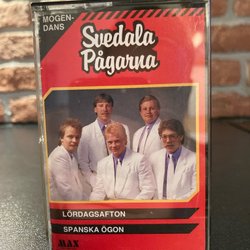 MOGEN-
DANS
Svedala
Pågarna
LÖRDAGSAFTON
SPANSKA ÖGON
MAX